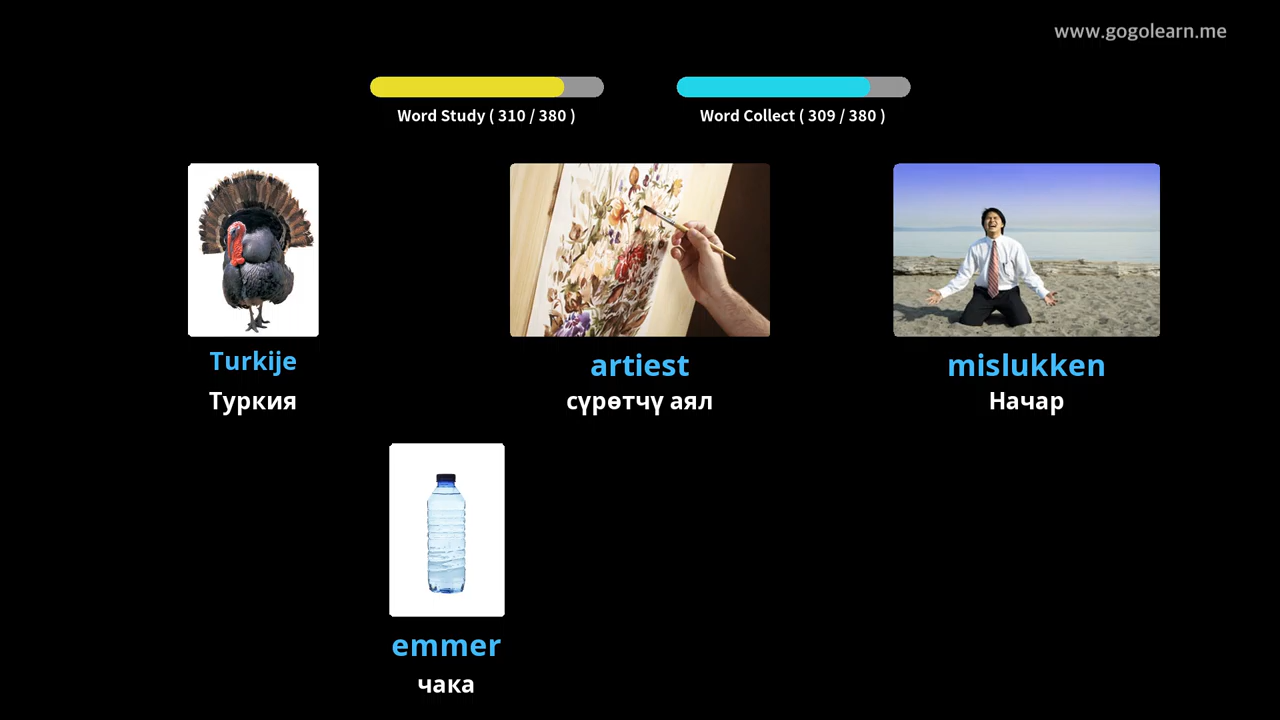 www.gogolearn.me
Word Study ( 310 / 380 )
Word Collect ( 309 / 380 )
Turkije
Туркия
artiest
сүрөтчү аял
mislukken
Начар
emmer
чака